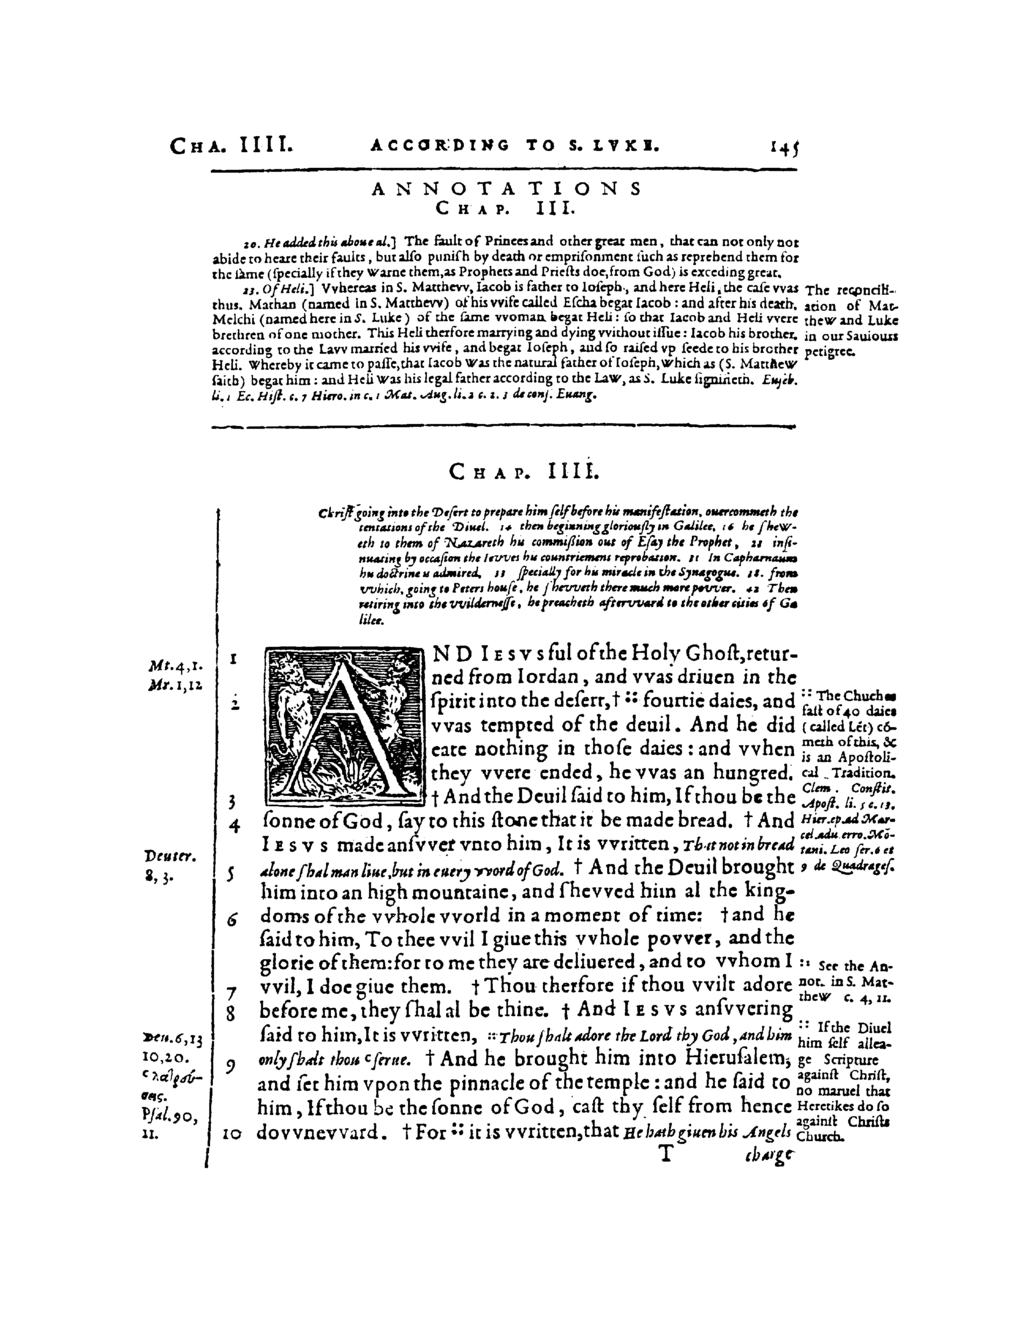 CHA. IIII. ACCORDING TO S. LVKE. 145
ANNOTATIONS
CHAP. III.
20. He added this aboue al.] The fault of Princes and other great men, that can not only not
abide to heare their faults, but alſo puniſh by death or empriſonment ſuch as reprehend them for
the ſame (ſpecially if they warne them, as Prophets and Prieſts doe, from God) is exceding great.
23. Of Heli.] Vvhereas in S. Matthevv, Iacob is father to Ioſeph, and here Heli, the caſe vvas
thus. Mathan (named in S. Matthevv) of his vvife called Eſcha begat Iacob: and after his death,
Melchi (named here in S. Luke) of the ſame vvoman begat Heli: ſo that Iacob and Heli vvere
brethren of one mother. This Heli therfore marrying and dying vvithout iſſue: Iacob his brother,
according to the Lavv married his vvife, and begat Ioſeph, and ſo raiſed vp ſeede to his brother
Heli. Whereby it came to paſſe, that Iacob was the natural father of Ioſeph, which as (S. Matthew
ſaith) begat him: and Heli was his legal father according to the Law, as S. Luke ſignifieth. Euſeb.
li. 1 Ec. Hiſt. c. 7 Hiero. in c. 1 Mat. Aug. li. 2 c. 2. 3 de conſ. Euang.
The reconcili-
ation of Mat-
thew and Luke
in our Sauiours
petigree.
CHAP. IIII.
Chriſt going into the Deſert to prepare him ſelf before his manifeſtation, ouercommeth the
tentations of the Diuel. 14 then beginning gloriouſly in Galilee, 16 he ſhew-
eth to them of Nazareth his commiſsion out of Eſay the Prophet, 23 inſi-
nuating by occaſion the Ievves his countriemens reprobation. 31 In Capharnaum
his doctrine is admired, 33 ſpecially for his miracle in the Synagogue. 38. from
vvhich, going to Peters houſe, he ſhevveth there much more povver. 42 Then
retiring into the vvilderneſſe, he preacheth aftervvard to the other cities of Ga
lilee.
Mt. 4, 1.
Mr. 1, 12
1 AND IESVS ful of the Holy Ghoſt, retur-
ned from Iordan, and vvas driuen in the
2 ſpirit into the deſert, † :: fourtie daies, and
vvas tempted of the deuil. And he did
eate nothing in thoſe daies: and vvhen
they vvere ended, he vvas an hungred.
3 † And the Deuil ſaid to him, If thou be the
4 ſonne of God, ſay to this ſtone that it be made bread. † And
IESVS made anſvver vnto him, It is vvritten, That not in bread
5 alone ſhal man liue, but in euery vvord of God. † And the Deuil brought
him into an high mountaine, and ſhevved him al the king-
6 doms of the vvhole vvorld in a moment of time: † and he
ſaid to him, To thee vvil I giue this vvhole povver, and the
glorie of them: for to me they are deliuered, and to vvhom I
7 vvil, I doe giue them. † Thou therfore if thou vvilt adore
8 before me, they ſhal al be thine. † And IESVS anſvvering
ſaid to him, It is vvritten, :: Thou ſhalt adore the Lord thy God, and him
9 only ſhalt thou c ſerue. † And he brought him into Hieruſalem,
and ſet him vpon the pinnacle of the temple: and he ſaid to
him, If thou be the ſonne of God, caſt thy ſelf from hence
10 dovvnevvard. † For :: it is vvritten, that He hath giuen his Angels
T charge
Deuter.
8, 3.
Deu. 6, 13
10, 20.
Pſal. 90,
11.
:: The Churches
faſt of 40 daies
(called Lét) cō-
meth of this, &
is an Apoſtoli-
cal Tradition.
Clem. Conſtit.
Apoſt. li. 5 c. 13.
Hier. ep. ad Mar-
cel. adu. erro. Mō-
tani. Leo ſer. 6 et
9 de Quadrageſ.
:: See the An-
not. in S. Mat-
thew c. 4, 11.
:: If the Diuel
him ſelf allea-
ge Scripture
againſt Chriſt,
no maruel that
Heretikes do ſo
againſt Chriſts
Church.